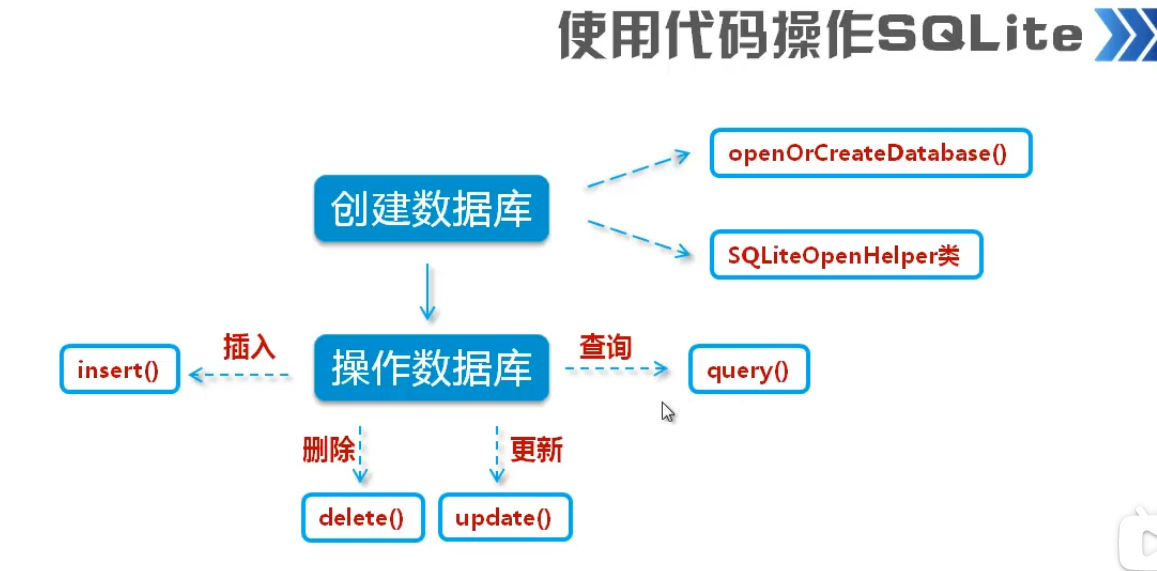 使用代码操作SQLite
openOrCreateDatabase()
创建数据库
SQLiteOpenHelper类
插入
查询
insert()
操作数据库
query()
删除
更新
delete()
update()